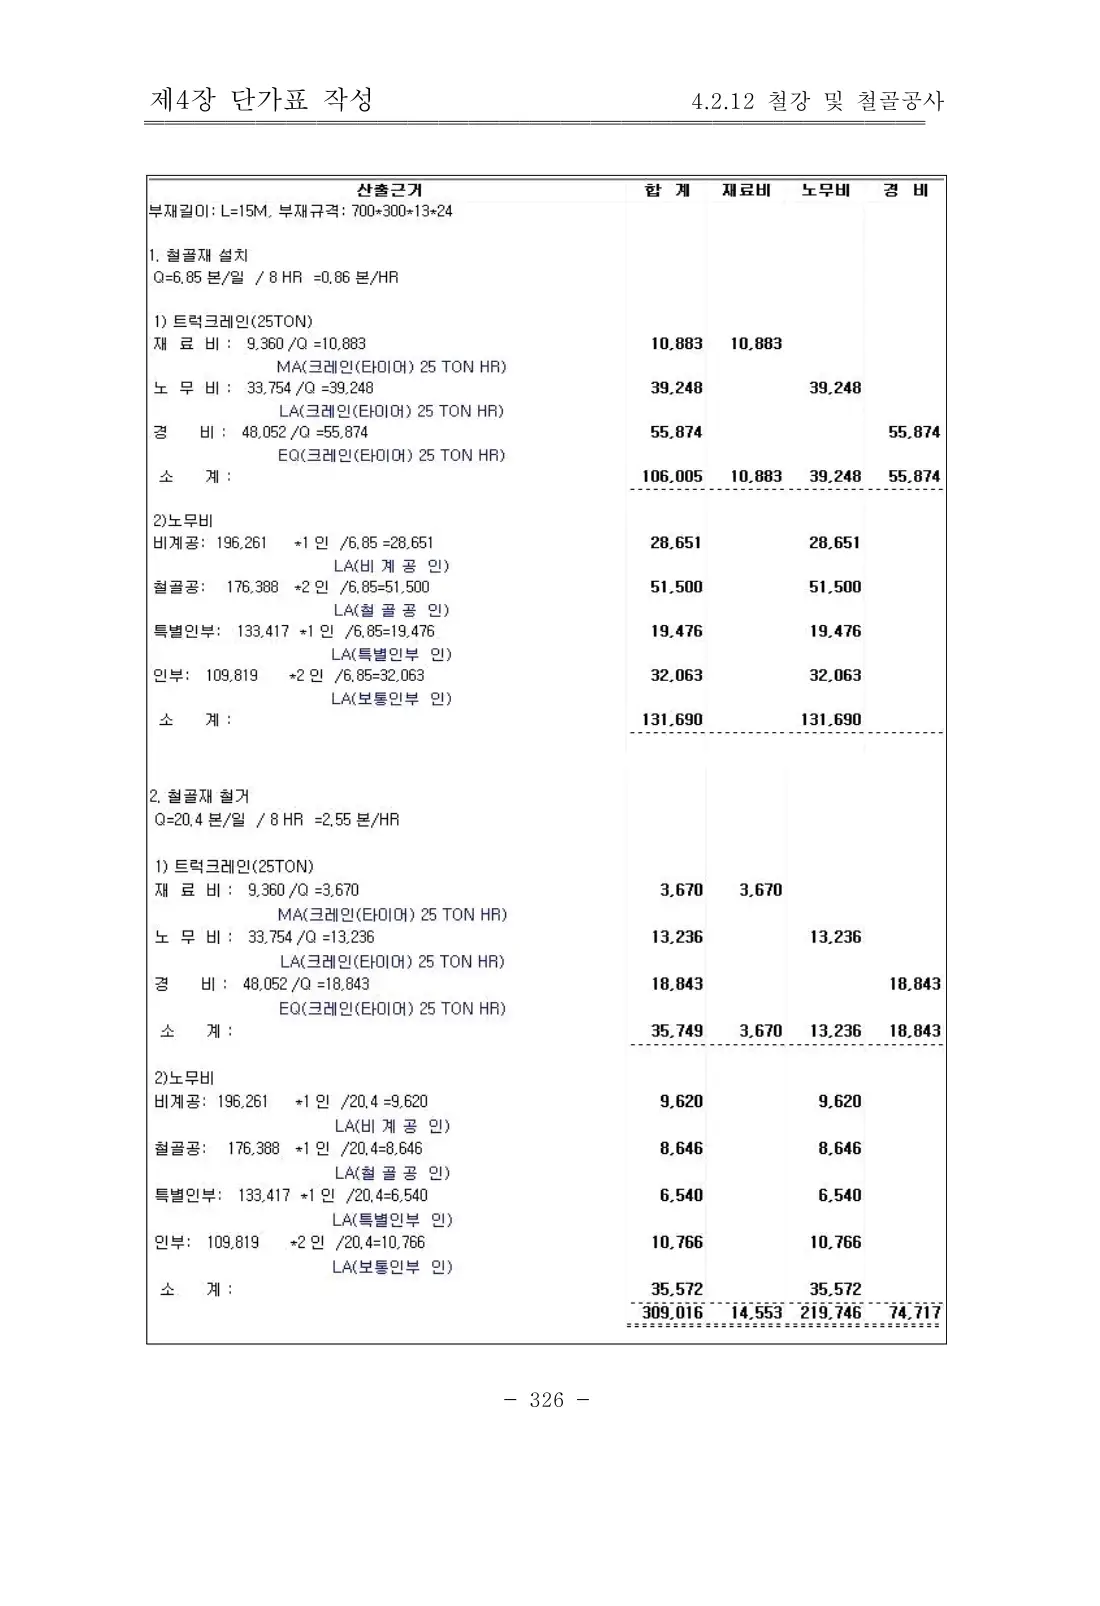 제4장 단가표 작성 4.2.12 철강 및 철골공사
산출근거 합 계 재료비 노무비 경 비
부재길이: L=15M, 부재규격: 700*300*13*24
1. 철골재 설치
Q=6.85 본/일 / 8 HR =0.86 본/HR
1) 트럭크레인(25TON)
재 료 비 : 9,360 /Q =10,883 10,883 10,883
MA(크레인(타이어) 25 TON HR)
노 무 비 : 33,754 /Q =39,248 39,248 39,248
LA(크레인(타이어) 25 TON HR)
경 비 : 48,052 /Q =55,874 55,874 55,874
EQ(크레인(타이어) 25 TON HR)
소 계 : 106,005 10,883 39,248 55,874
2)노무비
비계공: 196,261 *1 인 /6.85 =28,651 28,651 28,651
LA(비 계 공 인)
철골공: 176,388 *2 인 /6.85=51,500 51,500 51,500
LA(철 골 공 인)
특별인부: 133,417 *1 인 /6.85=19,476 19,476 19,476
LA(특별인부 인)
인부: 109,819 *2 인 /6.85=32,063 32,063 32,063
LA(보통인부 인)
소 계 : 131,690 131,690
2. 철골재 철거
Q=20.4 본/일 / 8 HR =2.55 본/HR
1) 트럭크레인(25TON)
재 료 비 : 9,360 /Q =3,670 3,670 3,670
MA(크레인(타이어) 25 TON HR)
노 무 비 : 33,754 /Q =13,236 13,236 13,236
LA(크레인(타이어) 25 TON HR)
경 비 : 48,052 /Q =18,843 18,843 18,843
EQ(크레인(타이어) 25 TON HR)
소 계 : 35,749 3,670 13,236 18,843
2)노무비
비계공: 196,261 *1 인 /20.4 =9,620 9,620 9,620
LA(비 계 공 인)
철골공: 176,388 *1 인 /20.4=8,646 8,646 8,646
LA(철 골 공 인)
특별인부: 133,417 *1 인 /20.4=6,540 6,540 6,540
LA(특별인부 인)
인부: 109,819 *2 인 /20.4=10,766 10,766 10,766
LA(보통인부 인)
소 계 : 35,572 35,572
309,016 14,553 219,746 74,717
- 326 -